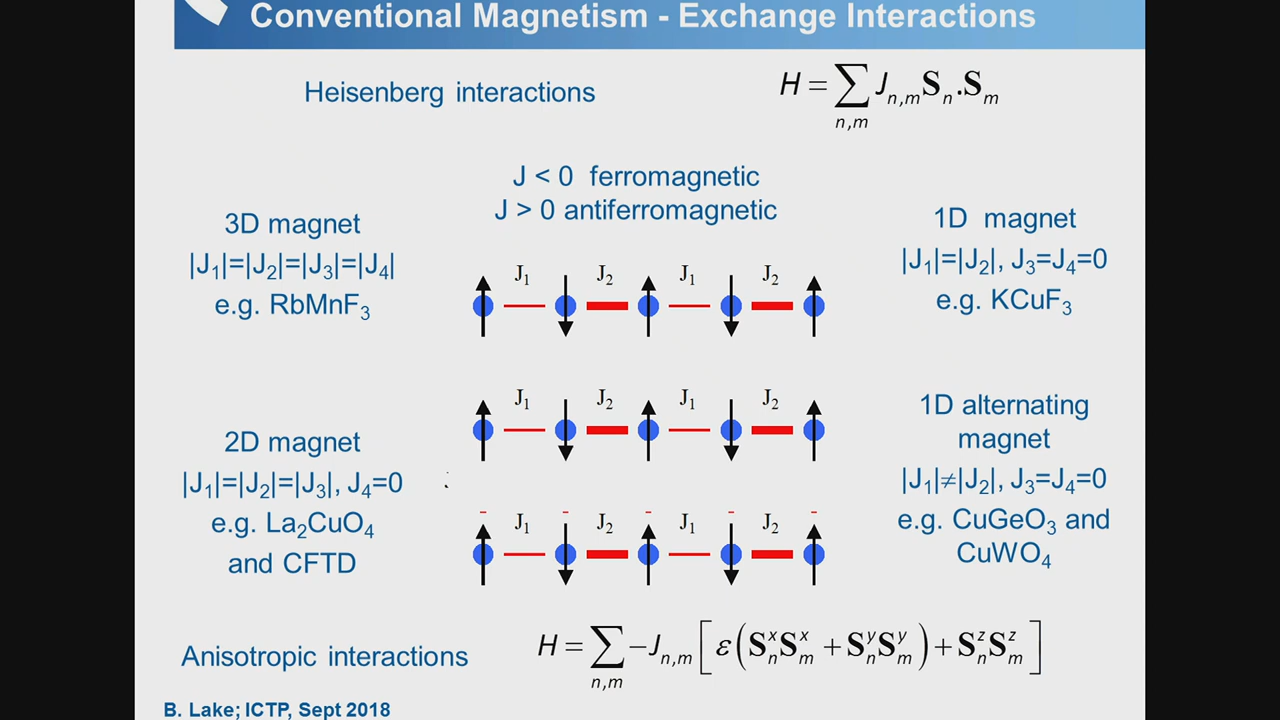 Conventional Magnetism - Exchange Interactions
Heisenberg interactions
H = ∑ J_{n,m} S_n . S_m
n,m
J < 0 ferromagnetic
J > 0 antiferromagnetic
3D magnet
|J₁|=|J₂|=|J₃|=|J₄|
e.g. RbMnF₃
1D magnet
|J₁|=|J₂|, J₃=J₄=0
e.g. KCuF₃
J₁ J₂ J₁ J₂
J₁ J₂ J₁ J₂
J₁ J₂ J₁ J₂
2D magnet
|J₁|=|J₂|=|J₃|, J₄=0
e.g. La₂CuO₄
and CFTD
1D alternating
magnet
|J₁|≠|J₂|, J₃=J₄=0
e.g. CuGeO₃ and
CuWO₄
Anisotropic interactions
H = ∑ −J_{n,m} [ ε ( S_n^x S_m^x + S_n^y S_m^y ) + S_n^z S_m^z ]
n,m
B. Lake; ICTP, Sept 2018